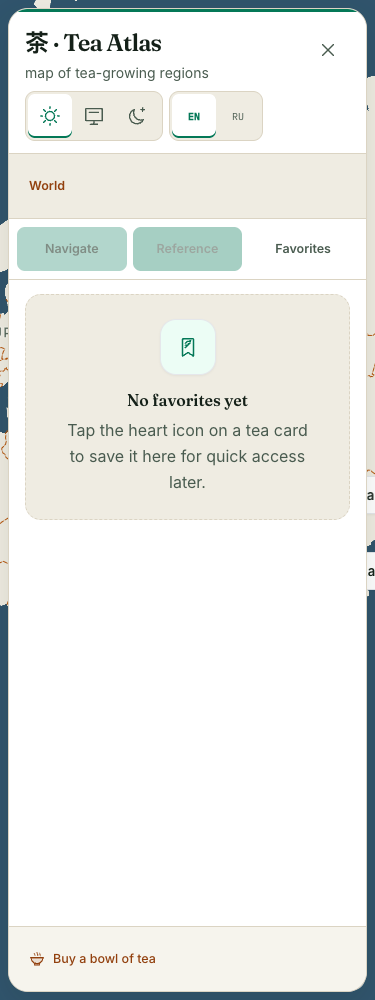 茶 · Tea Atlas
map of tea-growing regions
EN
RU
World
Navigate
Reference
Favorites
No favorites yet
Tap the heart icon on a tea card
to save it here for quick access
later.
Buy a bowl of tea